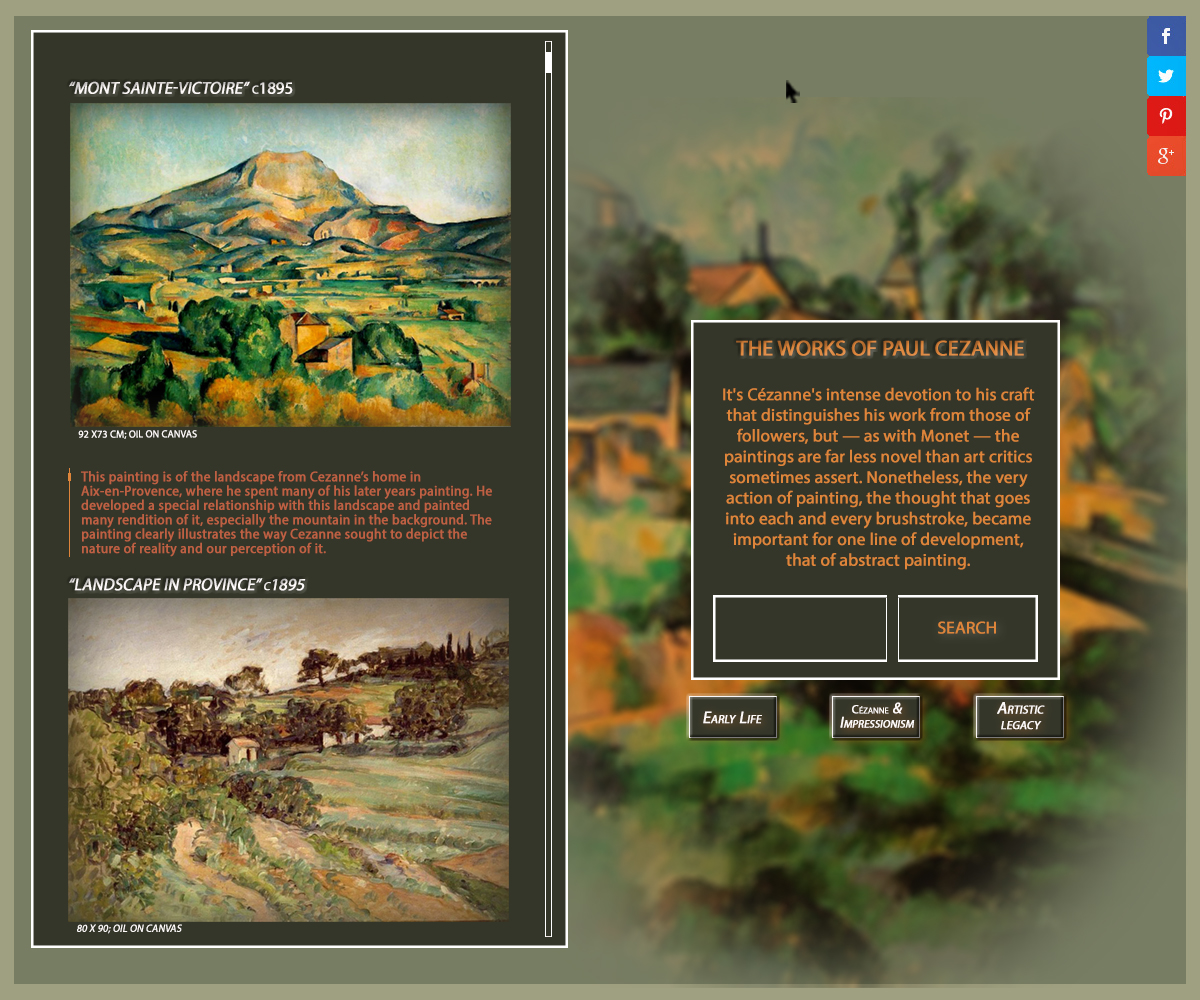 “MONT SAINTE-VICTOIRE” c1895
92 X73 CM; OIL ON CANVAS
This painting is of the landscape from Cezanne’s home in
Aix-en-Provence, where he spent many of his later years painting. He
developed a special relationship with this landscape and painted
many rendition of it, especially the mountain in the background. The
painting clearly illustrates the way Cezanne sought to depict the
nature of reality and our perception of it.
“LANDSCAPE IN PROVINCE” c1895
80 X 90; OIL ON CANVAS
f
g+
THE WORKS OF PAUL CEZANNE
It's Cézanne's intense devotion to his craft
that distinguishes his work from those of
followers, but — as with Monet — the
paintings are far less novel than art critics
sometimes assert. Nonetheless, the very
action of painting, the thought that goes
into each and every brushstroke, became
important for one line of development,
that of abstract painting.
SEARCH
EARLY LIFE
CÉZANNE &
IMPRESSIONISM
ARTISTIC
LEGACY